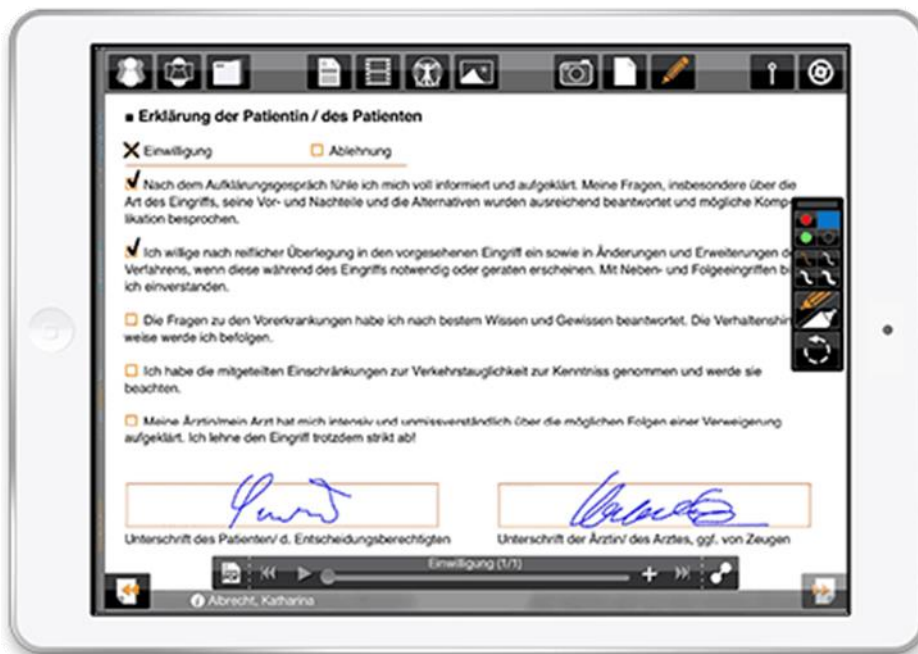 ■ Erklärung der Patientin / des Patienten
Einwilligung Ablehnung
Nach dem Aufklärungsgespräch fühle ich mich voll informiert und aufgeklärt. Meine Fragen, insbesondere über die
Art des Eingriffs, seine Vor- und Nachteile und die Alternativen wurden ausreichend beantwortet und mögliche Komp
likation besprochen.
Ich willige nach reiflicher Überlegung in den vorgesehenen Eingriff ein sowie in Änderungen und Erweiterungen d
Verfahrens, wenn diese während des Eingriffs notwendig oder geraten erscheinen. Mit Neben- und Folgeeingriffen b
ich einverstanden.
Die Fragen zu den Vorerkrankungen habe ich nach bestem Wissen und Gewissen beantwortet. Die Verhaltenshin
weise werde ich befolgen.
Ich habe die mitgeteilten Einschränkungen zur Verkehrstauglichkeit zur Kenntniss genommen und werde sie
beachten.
Meine Ärztin/mein Arzt hat mich intensiv und unmissverständlich über die möglichen Folgen einer Verweigerung
aufgeklärt. Ich lehne den Eingriff trotzdem strikt ab!
Unterschrift des Patienten/ d. Entscheidungsberechtigten Unterschrift der Ärztin/ des Arztes, ggf. von Zeugen
Einwilligung (1/1)
Albrecht, Katharina